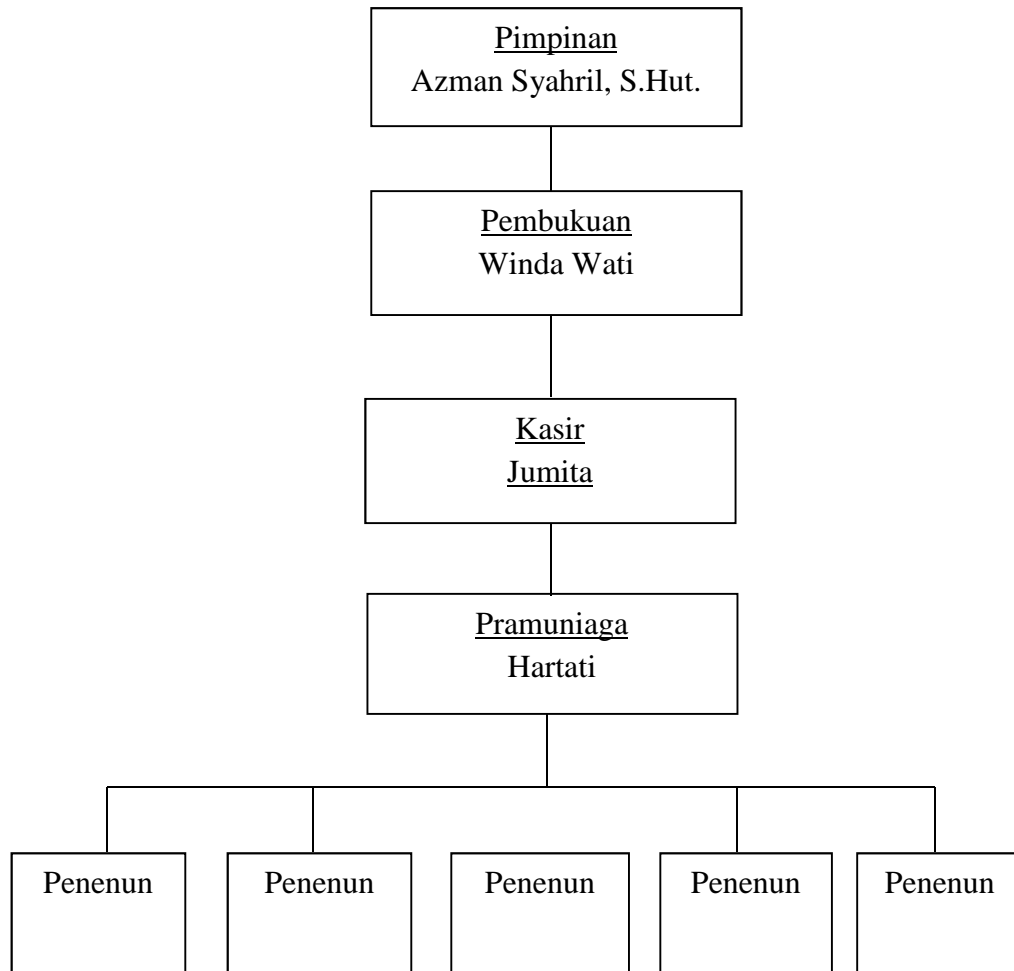 Pimpinan
Azman Syahril, S.Hut.
Pembukuan
Winda Wati
Kasir
Jumita
Pramuniaga
Hartati
Penenun
Penenun
Penenun
Penenun
Penenun